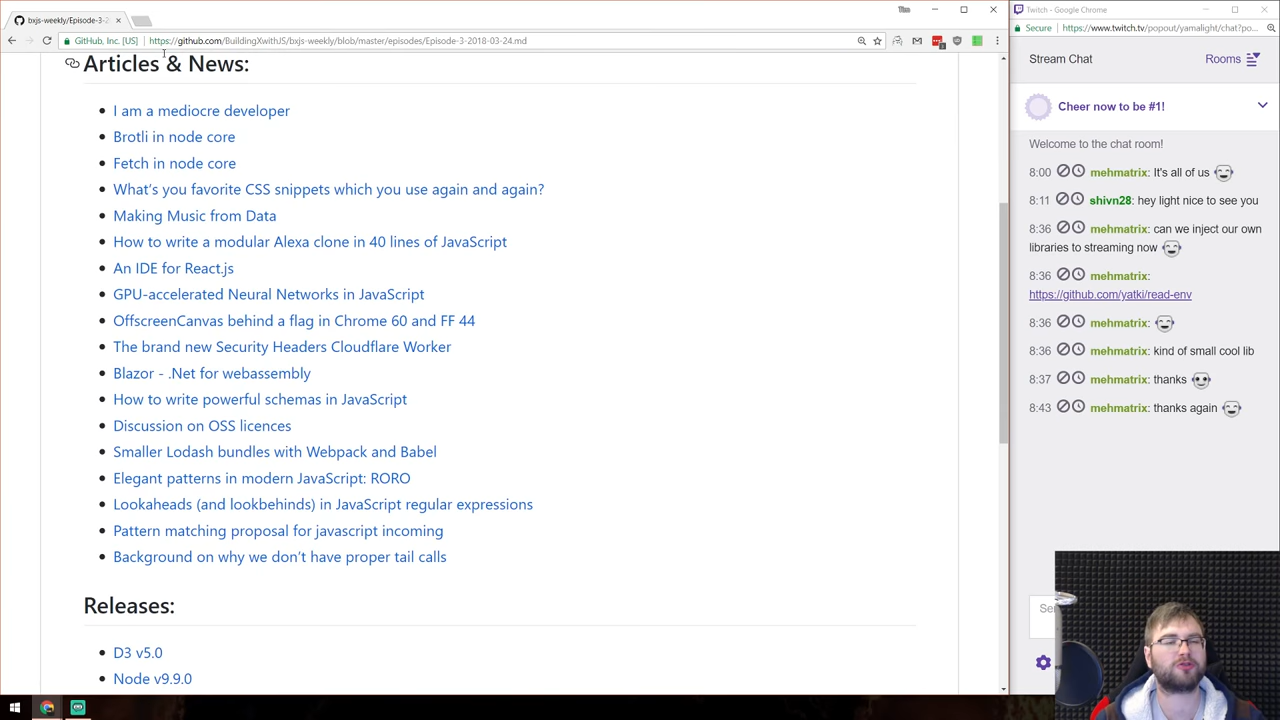 bxjs-weekly/Episode-3-2
GitHub, Inc. [US]
https://github.com/BuildingXwithJS/bxjs-weekly/blob/master/episodes/Episode-3-2018-03-24.md
Articles & News:
I am a mediocre developer
Brotli in node core
Fetch in node core
What's you favorite CSS snippets which you use again and again?
Making Music from Data
How to write a modular Alexa clone in 40 lines of JavaScript
An IDE for React.js
GPU-accelerated Neural Networks in JavaScript
OffscreenCanvas behind a flag in Chrome 60 and FF 44
The brand new Security Headers Cloudflare Worker
Blazor - .Net for webassembly
How to write powerful schemas in JavaScript
Discussion on OSS licences
Smaller Lodash bundles with Webpack and Babel
Elegant patterns in modern JavaScript: RORO
Lookaheads (and lookbehinds) in JavaScript regular expressions
Pattern matching proposal for javascript incoming
Background on why we don't have proper tail calls
Releases:
D3 v5.0
Node v9.9.0
Twitch - Google Chrome
Secure
https://www.twitch.tv/popout/yamalight/chat?po...
Stream Chat
Rooms
Cheer now to be #1!
Welcome to the chat room!
8:00 mehmatrix: It's all of us
8:11 shivn28: hey light nice to see you
8:36 mehmatrix: can we inject our own
libraries to streaming now
8:36 mehmatrix:
https://github.com/yatki/read-env
8:36 mehmatrix:
8:36 mehmatrix: kind of small cool lib
8:37 mehmatrix: thanks
8:43 mehmatrix: thanks again